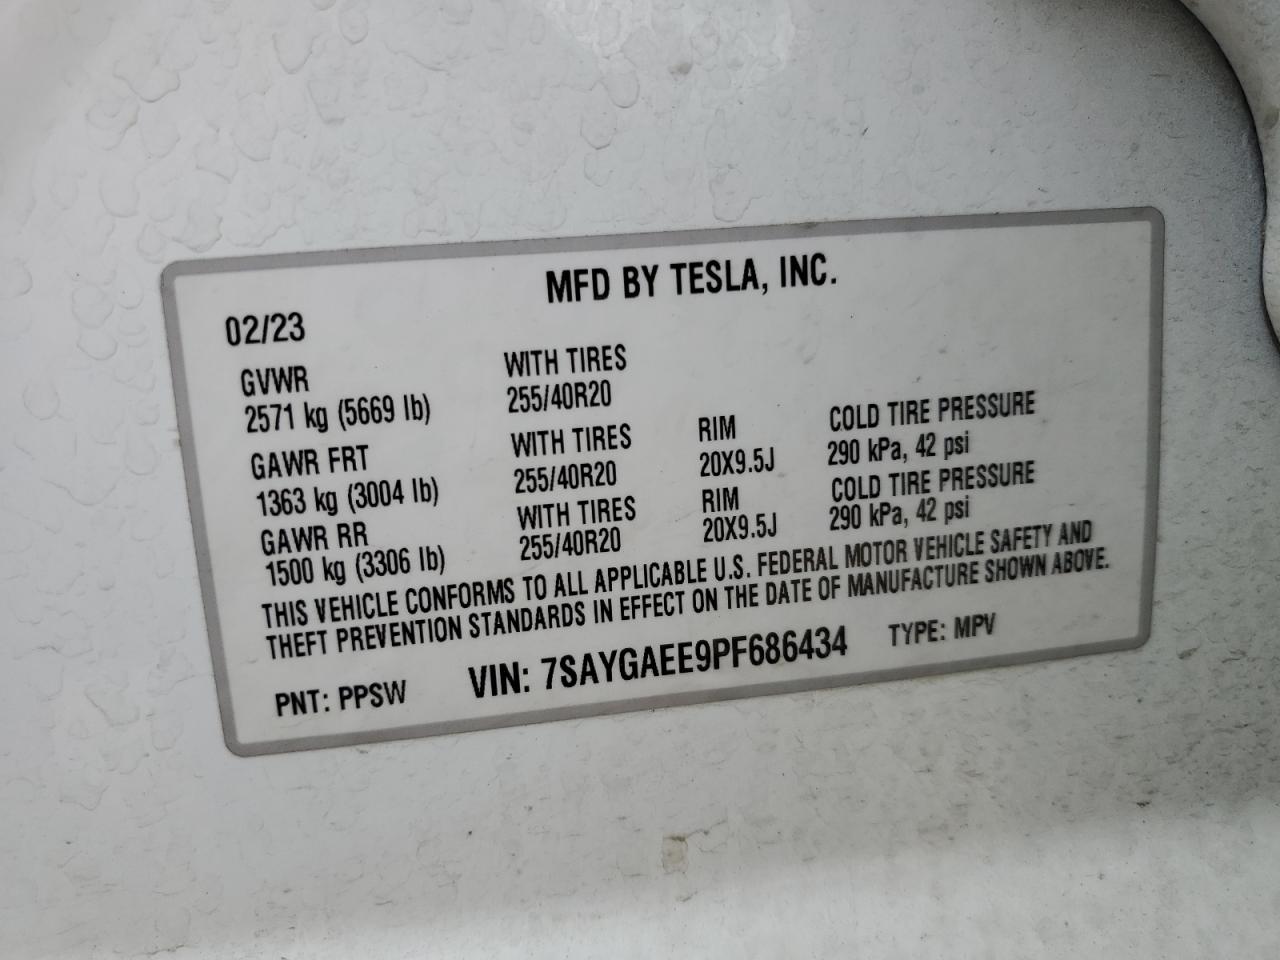 MFD BY TESLA, INC.
02/23
GVWR WITH TIRES
2571 kg (5669 lb) 255/40R20
GAWR FRT WITH TIRES RIM COLD TIRE PRESSURE
1363 kg (3004 lb) 255/40R20 20X9.5J 290 kPa, 42 psi
GAWR RR WITH TIRES RIM COLD TIRE PRESSURE
1500 kg (3306 lb) 255/40R20 20X9.5J 290 kPa, 42 psi
THIS VEHICLE CONFORMS TO ALL APPLICABLE U.S. FEDERAL MOTOR VEHICLE SAFETY AND
THEFT PREVENTION STANDARDS IN EFFECT ON THE DATE OF MANUFACTURE SHOWN ABOVE.
PNT: PPSW VIN: 7SAYGAEE9PF686434 TYPE: MPV